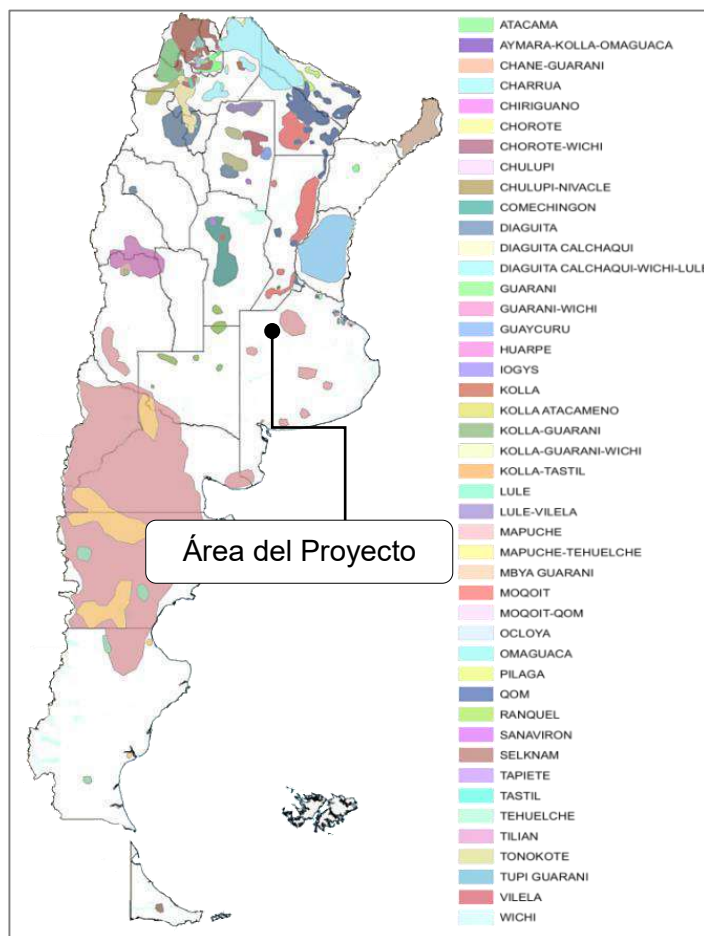 ATACAMA
AYMARA-KOLLA-OMAGUACA
CHANE-GUARANI
CHARRUA
CHIRIGUANO
CHOROTE
CHOROTE-WICHI
CHULUPI
CHULUPI-NIVACLE
COMECHINGON
DIAGUITA
DIAGUITA CALCHAQUI
DIAGUITA CALCHAQUI-WICHI-LULE
GUARANI
GUARANI-WICHI
GUAYCURU
HUARPE
IOGYS
KOLLA
KOLLA ATACAMENO
KOLLA-GUARANI
KOLLA-GUARANI-WICHI
KOLLA-TASTIL
LULE
LULE-VILELA
MAPUCHE
MAPUCHE-TEHUELCHE
MBYA GUARANI
MOQOIT
MOQOIT-QOM
OCLOYA
OMAGUACA
PILAGA
QOM
RANQUEL
SANAVIRON
SELKNAM
TAPIETE
TASTIL
TEHUELCHE
TILIAN
TONOKOTE
TUPI GUARANI
VILELA
WICHI
Área del Proyecto